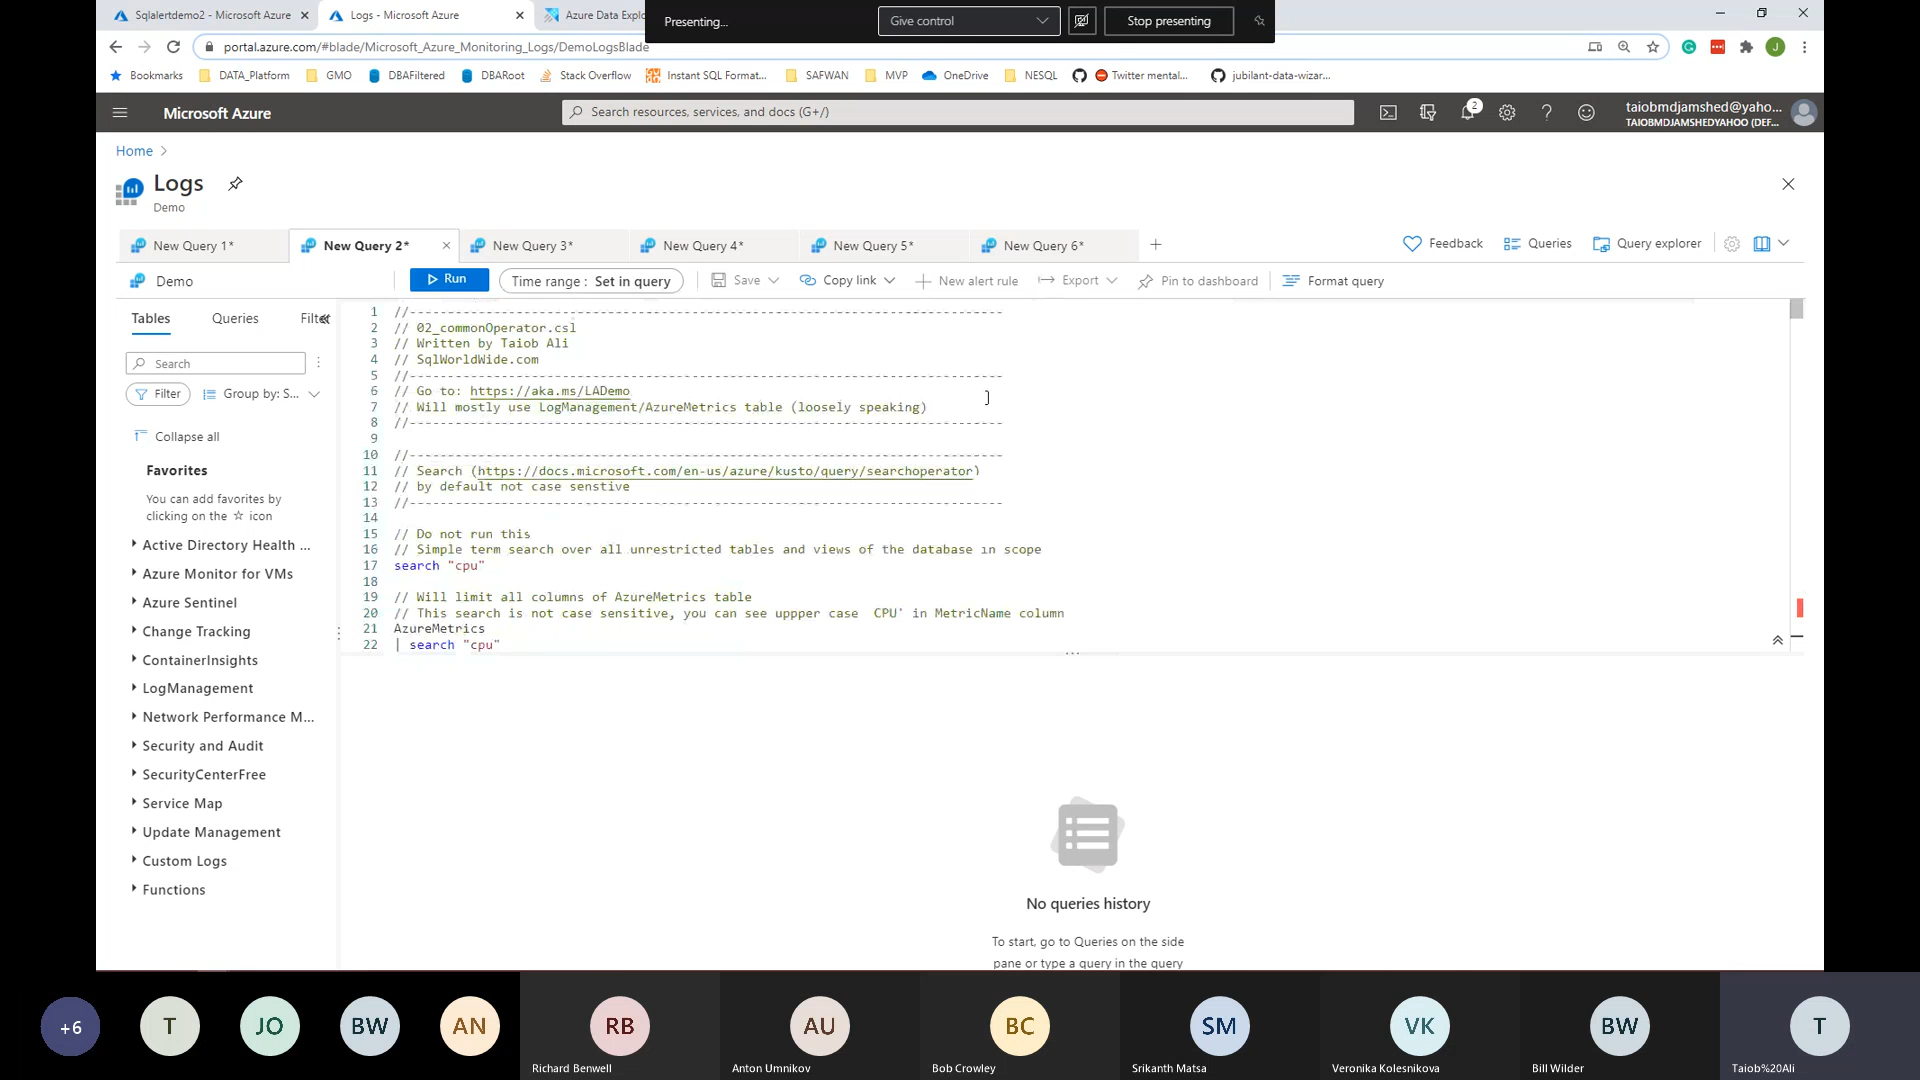 Sqlalertdemo2 - Microsoft Azure
Logs - Microsoft Azure
Azure Data Explo
Presenting...
Give control
Stop presenting
portal.azure.com/#blade/Microsoft_Azure_Monitoring_Logs/DemoLogsBlade
J
Bookmarks
DATA_Platform
GMO
DBAFiltered
DBARoot
Stack Overflow
Instant SQL Format...
SAFWAN
MVP
OneDrive
NESQL
Twitter mental...
jubilant-data-wizar...
Microsoft Azure
Search resources, services, and docs (G+/)
2
taiobmdjamshed@yaho...
TAIOBMDJAMSHEDYAHOO (DEF...
Home
Logs
Demo
New Query 1*
New Query 2*
New Query 3*
New Query 4*
New Query 5*
New Query 6*
Feedback
Queries
Query explorer
Demo
Run
Time range : Set in query
Save
Copy link
New alert rule
Export
Pin to dashboard
Format query
Tables
Queries
Filter
Search
Filter
Group by: S...
Collapse all
Favorites
You can add favorites by
clicking on the ☆ icon
Active Directory Health ...
Azure Monitor for VMs
Azure Sentinel
Change Tracking
ContainerInsights
LogManagement
Network Performance M...
Security and Audit
SecurityCenterFree
Service Map
Update Management
Custom Logs
Functions
1 //------------------------------------------------------------------------------
2 // 02_commonOperator.csl
3 // Written by Taiob Ali
4 // SqlWorldWide.com
5 //------------------------------------------------------------------------------
6 // Go to: https://aka.ms/LADemo
7 // Will mostly use LogManagement/AzureMetrics table (loosely speaking)
8 //------------------------------------------------------------------------------
9
10 //------------------------------------------------------------------------------
11 // Search (https://docs.microsoft.com/en-us/azure/kusto/query/searchoperator)
12 // by default not case senstive
13 //------------------------------------------------------------------------------
14
15 // Do not run this
16 // Simple term search over all unrestricted tables and views of the database in scope
17 search "cpu"
18
19 // Will limit all columns of AzureMetrics table
20 // This search is not case sensitive, you can see uppper case  CPU' in MetricName column
21 AzureMetrics
22 | search "cpu"
No queries history
To start, go to Queries on the side
pane or type a query in the query
+6
T
JO
BW
AN
RB
Richard Benwell
AU
Anton Umnikov
BC
Bob Crowley
SM
Srikanth Matsa
VK
Veronika Kolesnikova
BW
Bill Wilder
T
Taiob%20Ali